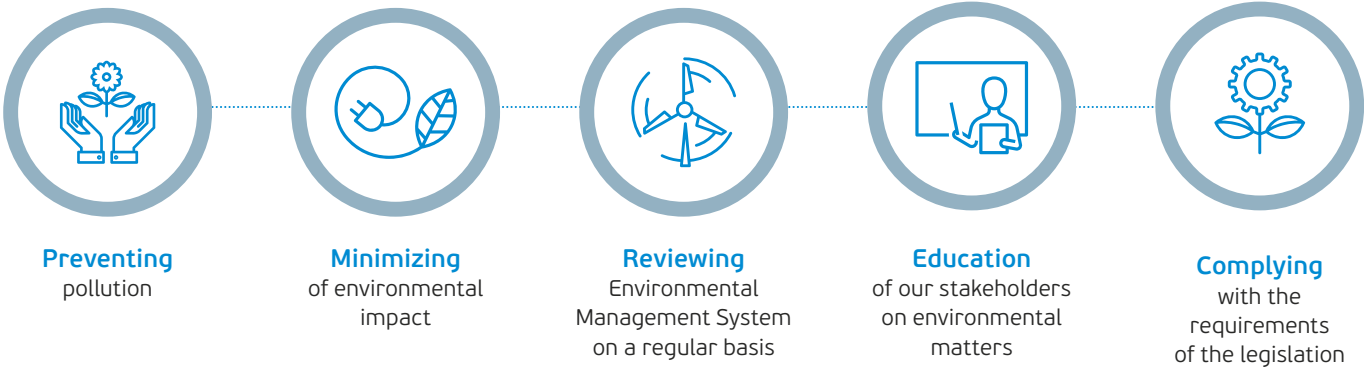 Preventing
pollution
Minimizing
of environmental
impact
Reviewing
Environmental
Management System
on a regular basis
Education
of our stakeholders
on environmental
matters
Complying
with the
requirements
of the legislation